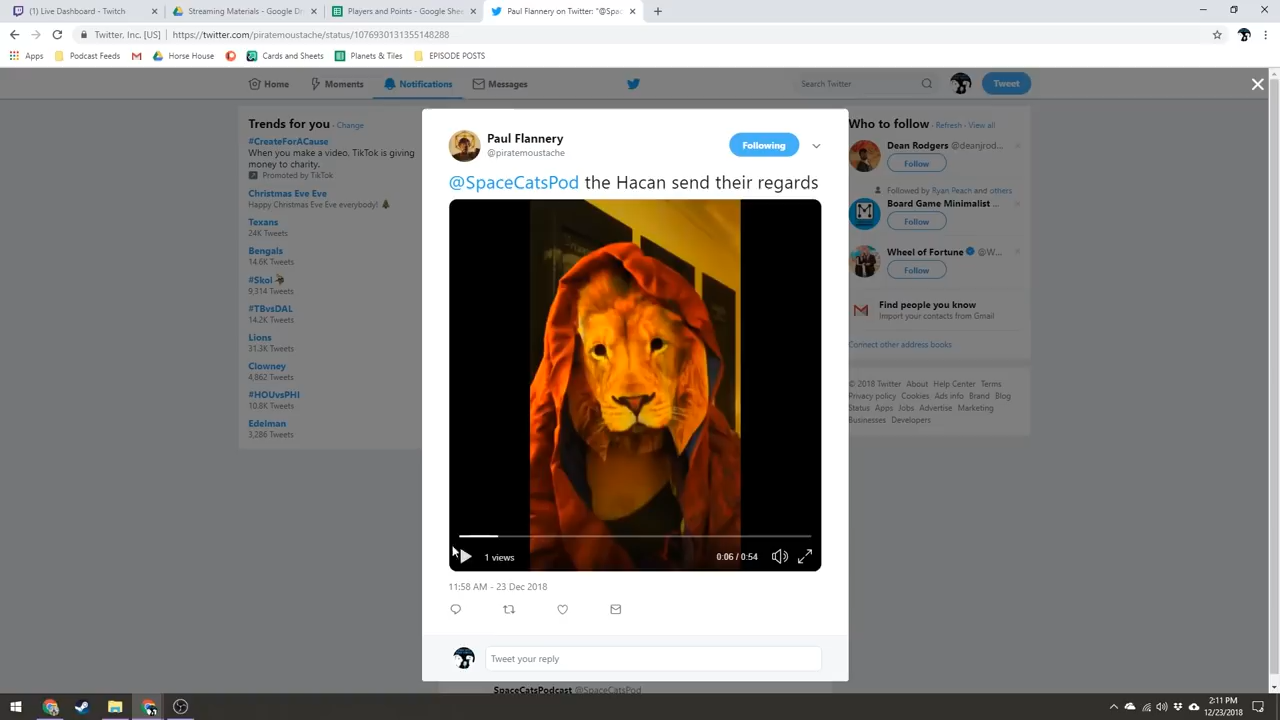 (1) Live Dashboard - Twitch
Streaming Materials - Google Dr
Players and Points - Google Shee
Paul Flannery on Twitter: "@Spac
Twitter, Inc. [US]
https://twitter.com/piratemoustache/status/1076930131355148288
Apps
Podcast Feeds
Gmail
Horse House
Cards and Sheets
Planets & Tiles
EPISODE POSTS
Home
Moments
Notifications
Messages
Search Twitter
Tweet
Trends for you · Change
#CreateForACause
When you make a video, TikTok is giving
money to charity.
Promoted by TikTok
Christmas Eve Eve
Happy Christmas Eve Eve everybody!
Texans
24K Tweets
Bengals
14.6K Tweets
#Skol
9,314 Tweets
#TBvsDAL
14.2K Tweets
Lions
31.3K Tweets
Clowney
4,862 Tweets
#HOUvsPHI
10.8K Tweets
Edelman
3,286 Tweets
Paul Flannery
@piratemoustache
Following
@SpaceCatsPod the Hacan send their regards
1 views
0:06 / 0:54
11:58 AM - 23 Dec 2018
Tweet your reply
SpaceCatsPodcast @SpaceCatsPod
Who to follow · Refresh · View all
Dean Rodgers @deanjrod...
Follow
Followed by Ryan Peach and others
Board Game Minimalist ...
Follow
Wheel of Fortune @W...
Follow
Find people you know
Import your contacts from Gmail
Connect other address books
© 2018 Twitter About Help Center Terms
Privacy policy Cookies Ads info Brand Blog
Status Apps Jobs Advertise Marketing
Businesses Developers
2:11 PM
12/23/2018